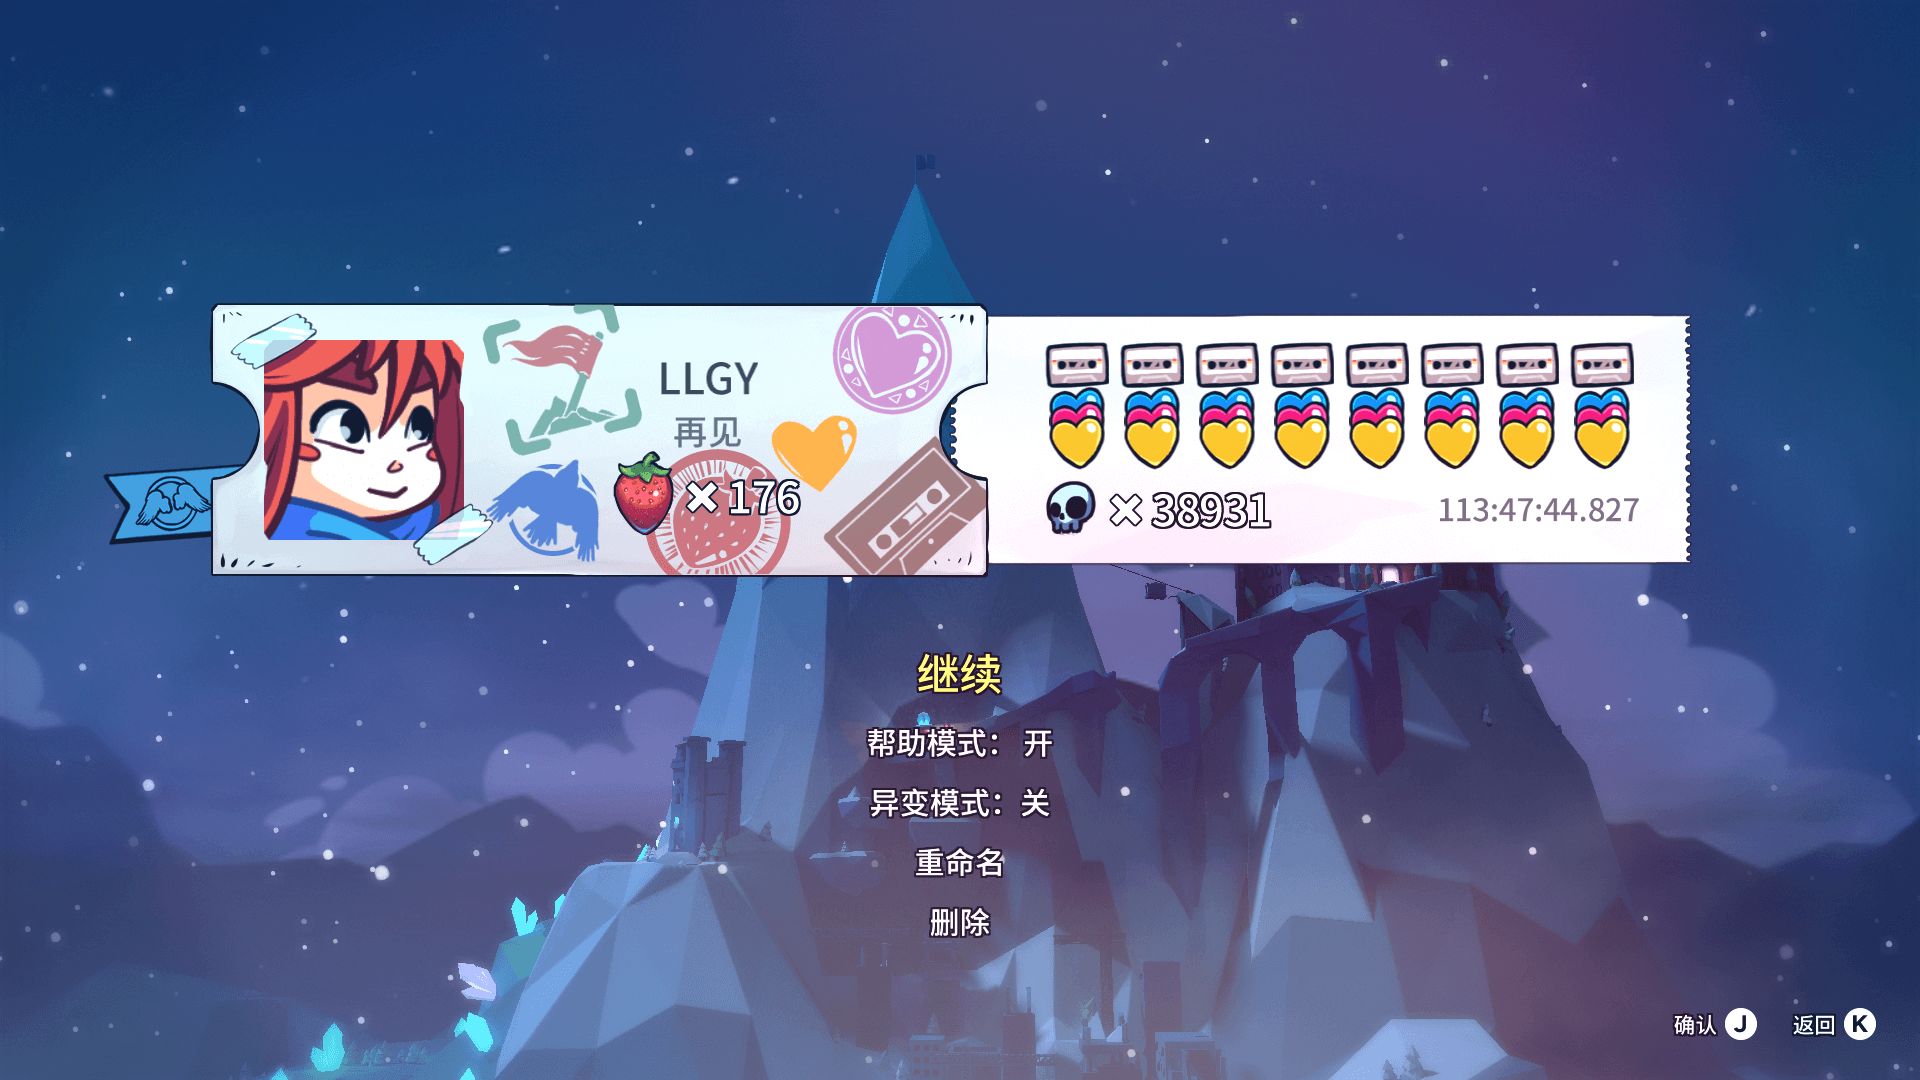 LLGY
再见
×176
×38931
113:47:44.827
继续
帮助模式： 开
异变模式： 关
重命名
删除
确认 J 返回 K